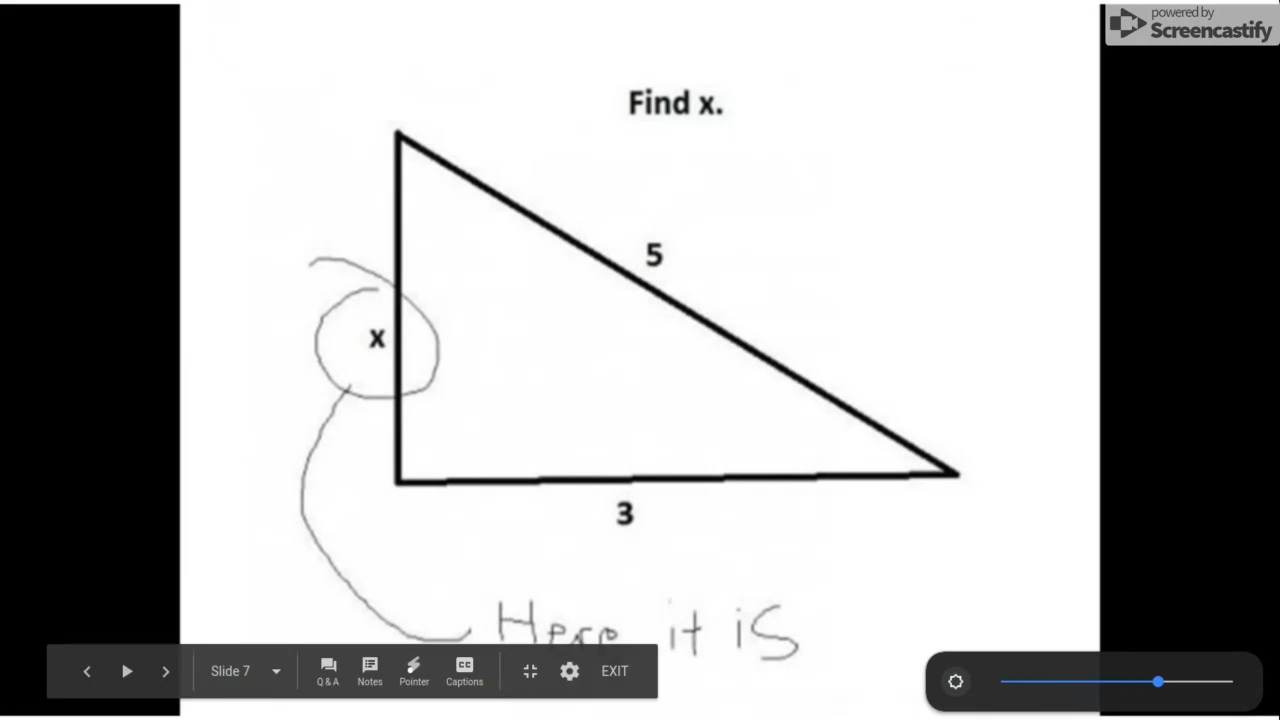 powered by
Screencastify
Find x.
5
x
3
Here it is
Slide 7
Q & A
Notes
Pointer
CC
Captions
EXIT